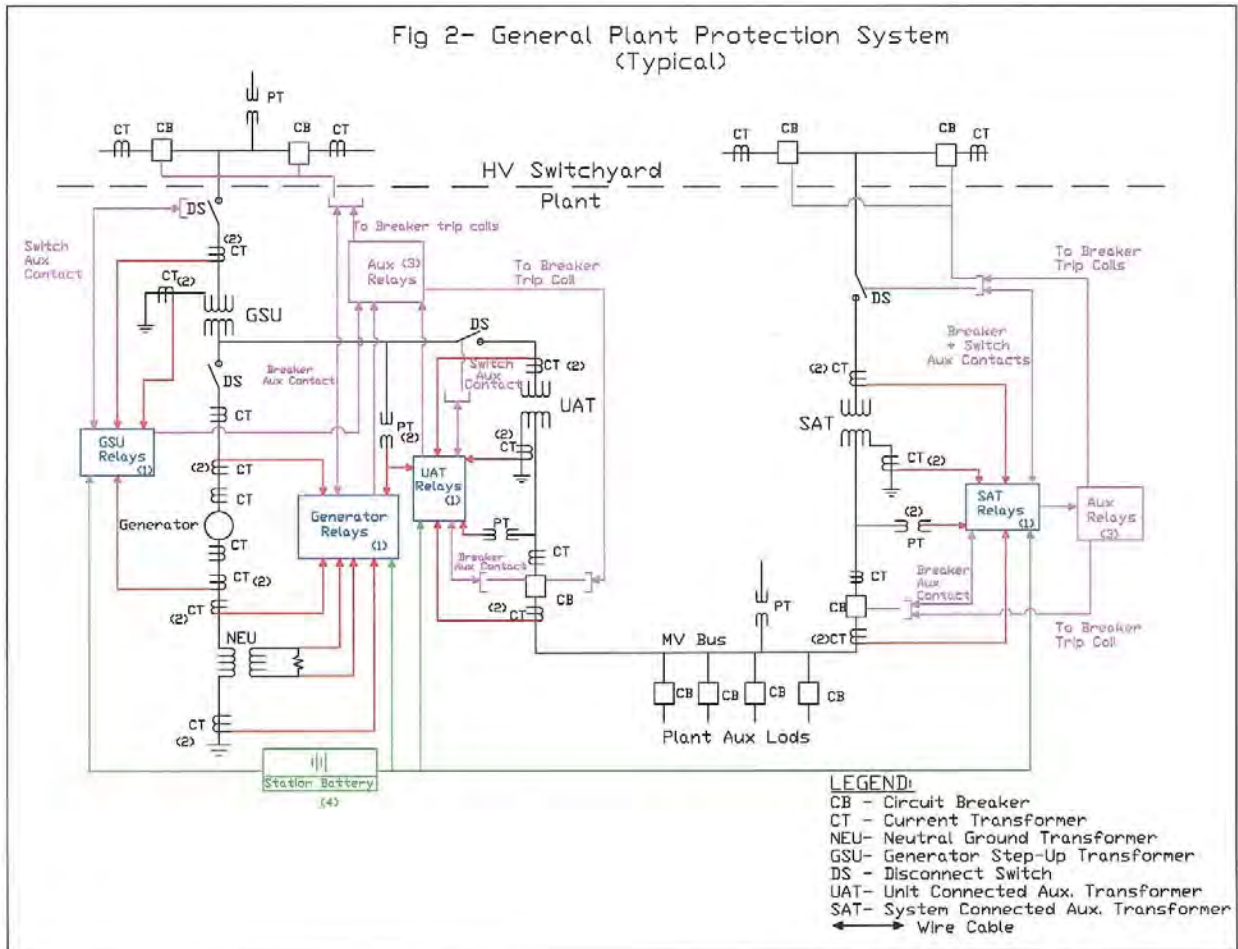 Fig 2- General Plant Protection System
(Typical)
PT
CT
CB
CB
CT
CT
CB
CB
CT
HV Switchyard
Plant
DS
Switch
Aux
Contact
(2)
CT
To Breaker trip coils
Aux (3)
Relays
To Breaker
Trip Coil
To Breaker
Trip Coils
CT (2)
GSU
DS
DS
Breaker
+ Switch
Aux Contacts
Breaker
Aux Contact
DS
CT (2)
Switch Aux
Contact
UAT
(2) CT
CT
PT
(2)
SAT
GSU
Relays
(1)
(2)
CT
UAT
Relays
(1)
(2)
CT
CT (2)
CT
SAT
Relays
(1)
Aux Relays
(3)
Generator
Generator
Relays
(1)
PT
(2)
PT
CT
CT
Breaker
Aux Contact
CT
Breaker
Aux
Contact
CT (2)
CT
(2)
CB
(2)
CT
PT
CB
(2)CT
To Breaker
Trip Coil
NEU
MV Bus
CB
CB
CB
CB
CT
(2)
Plant Aux Lods
Station Battery
(4)
LEGEND:
CB - Circuit Breaker
CT - Current Transformer
NEU- Neutral Ground Transformer
GSU- Generator Step-Up Transformer
DS - Disconnect Switch
UAT- Unit Connected Aux. Transformer
SAT- System Connected Aux. Transformer
Wire Cable